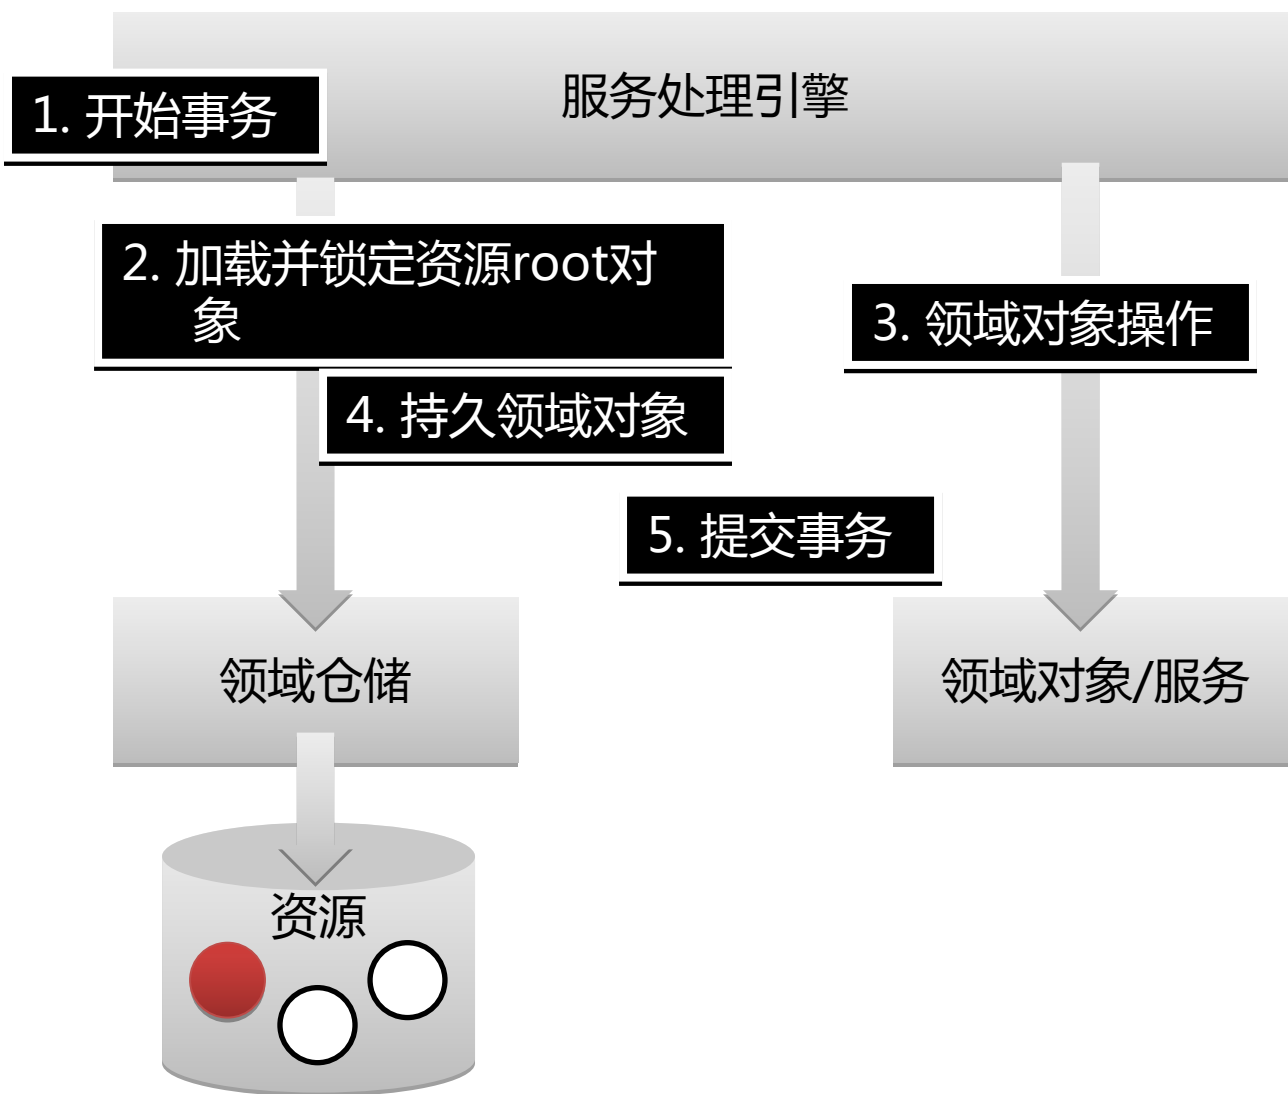 服务处理引擎
1. 开始事务
2. 加载并锁定资源root对
象
3. 领域对象操作
4. 持久领域对象
5. 提交事务
领域仓储
领域对象/服务
资源